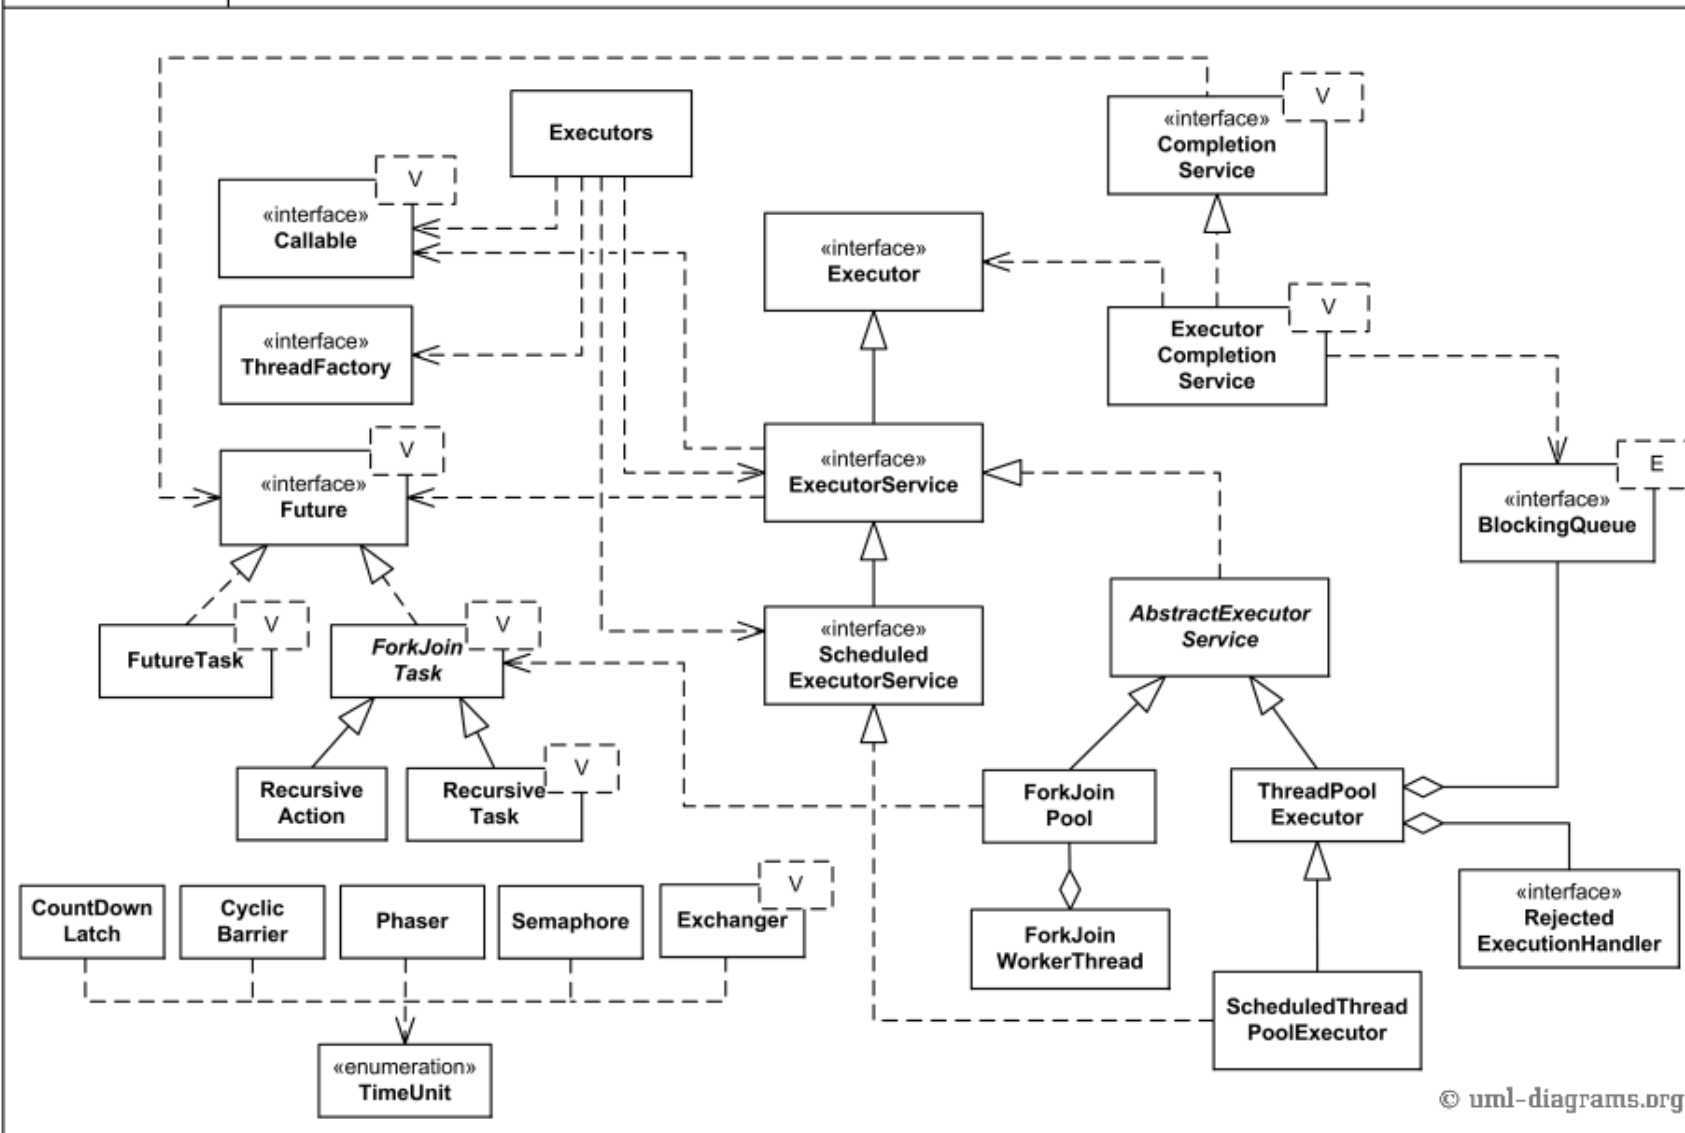 V
«interface»
Completion
Service
Executors
V
«interface»
Callable
«interface»
Executor
«interface»
ThreadFactory
V
Executor
Completion
Service
V
«interface»
Future
«interface»
ExecutorService
E
«interface»
BlockingQueue
V
FutureTask
V
ForkJoin
Task
«interface»
Scheduled
ExecutorService
AbstractExecutor
Service
Recursive
Action
V
Recursive
Task
ForkJoin
Pool
ThreadPool
Executor
CountDown
Latch
Cyclic
Barrier
Phaser
Semaphore
V
Exchanger
ForkJoin
WorkerThread
«interface»
Rejected
ExecutionHandler
ScheduledThread
PoolExecutor
«enumeration»
TimeUnit
© uml-diagrams.org